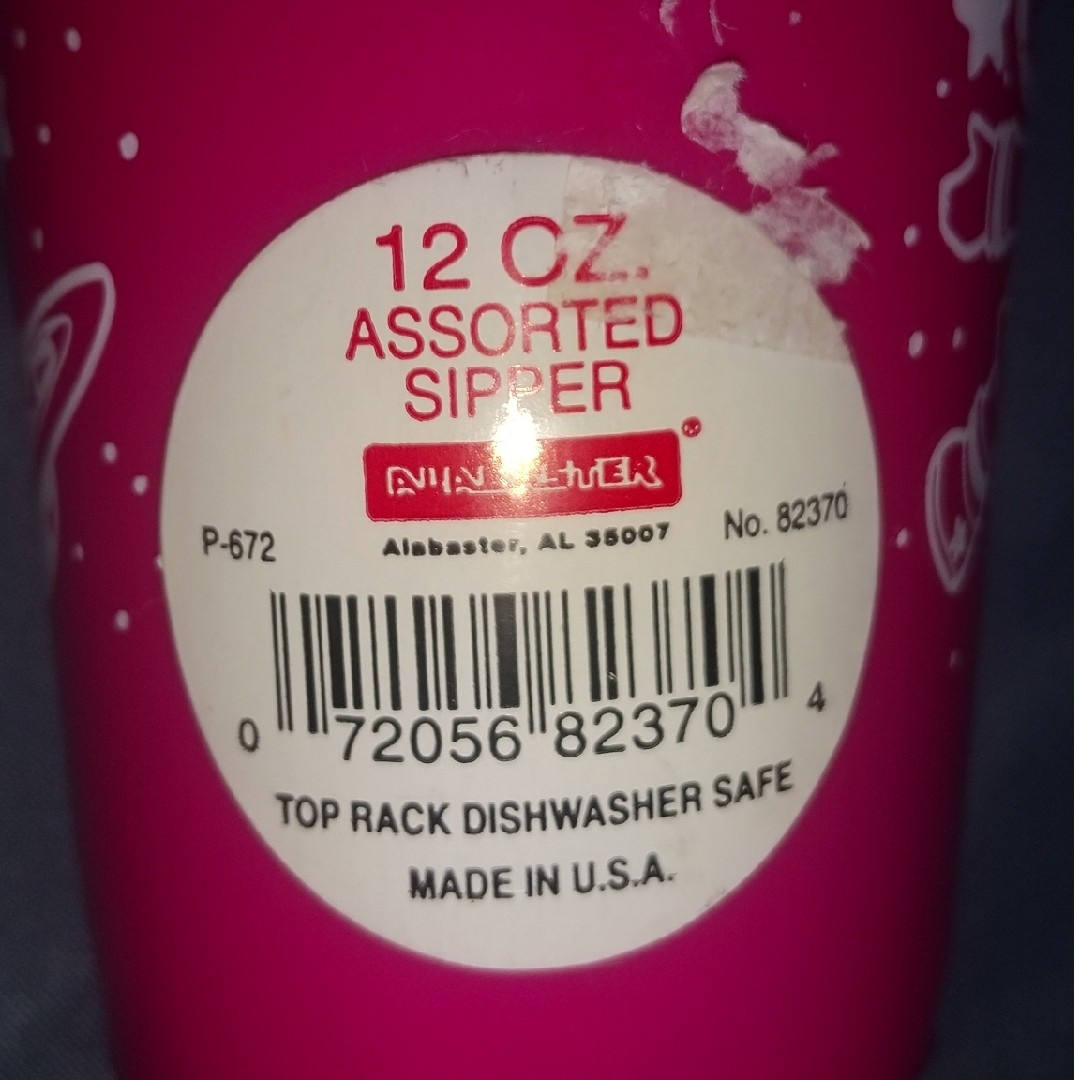 12 OZ.
ASSORTED
SIPPER
P-672
Alabaster, AL 35007
No. 82370
0 72056 82370 4
TOP RACK DISHWASHER SAFE
MADE IN U.S.A.